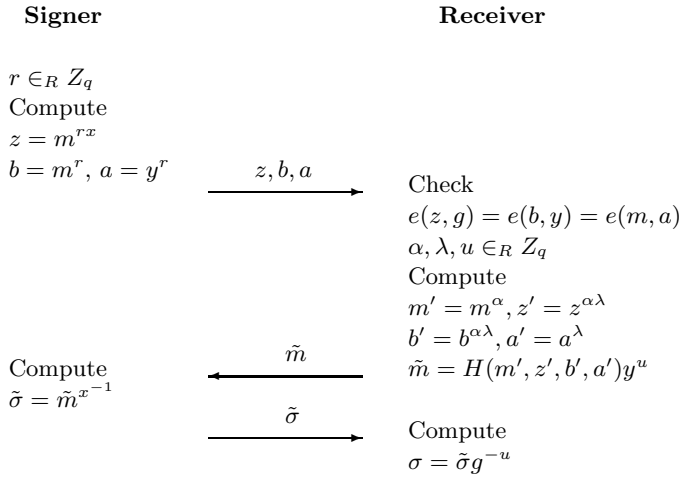 Signer Receiver
r ∈_R Z_q
Compute
z = m^{rx}
b = m^r, a = y^r
z, b, a
Check
e(z, g) = e(b, y) = e(m, a)
α, λ, u ∈_R Z_q
Compute
m′ = m^α, z′ = z^{αλ}
b′ = b^{αλ}, a′ = a^λ
m̃ = H(m′, z′, b′, a′)y^u
m̃
Compute
σ̃ = m̃^{x^{−1}}
σ̃
Compute
σ = σ̃g^{−u}